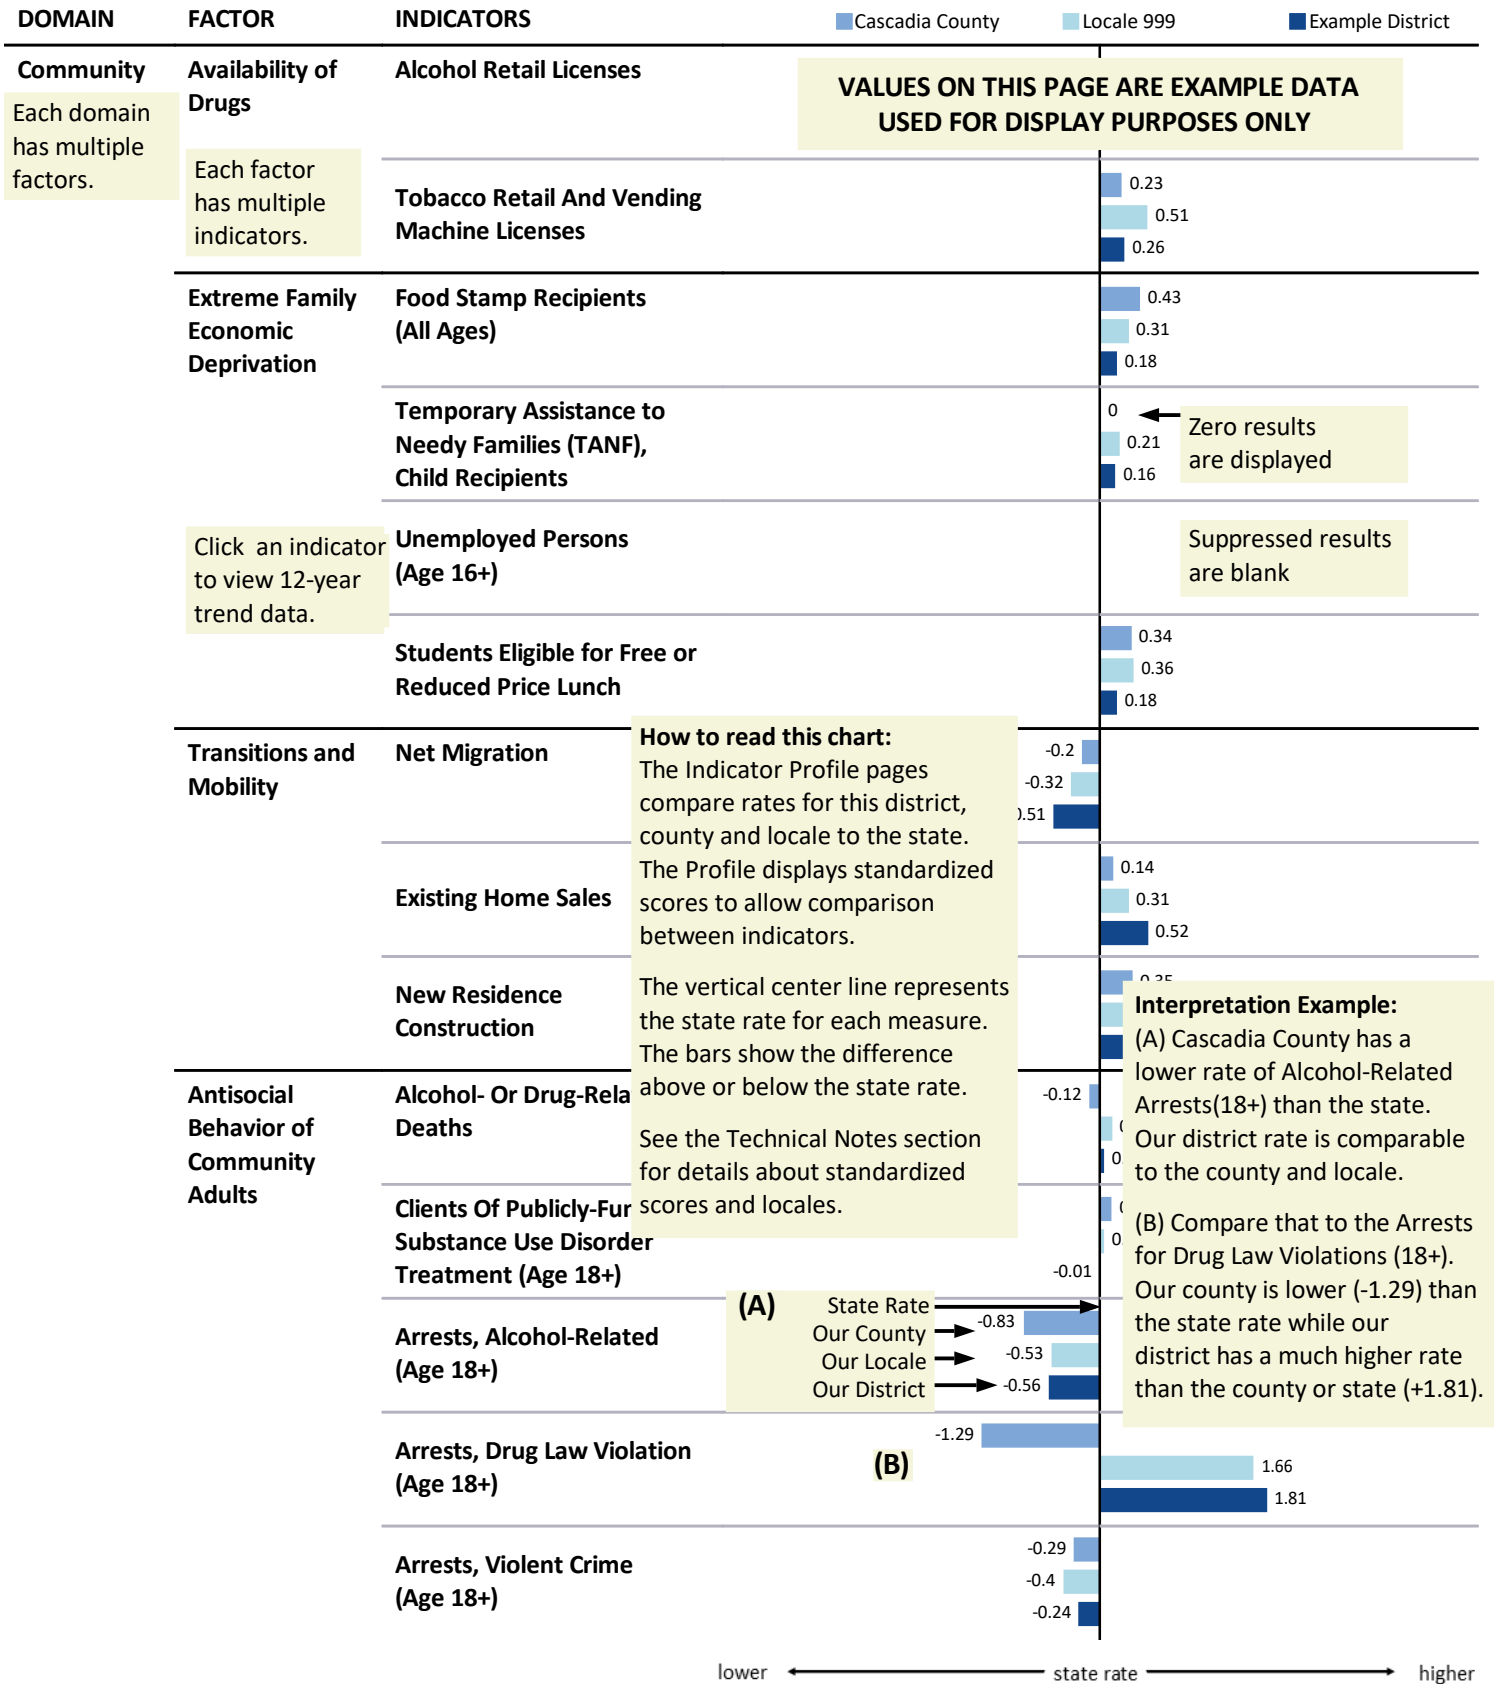 DOMAIN FACTOR INDICATORS Cascadia County Locale 999 Example District
Community
Each domain
has multiple
factors.
Availability of
Drugs
Each factor
has multiple
indicators.
Alcohol Retail Licenses
VALUES ON THIS PAGE ARE EXAMPLE DATA
USED FOR DISPLAY PURPOSES ONLY
Tobacco Retail And Vending
Machine Licenses
0.23
0.51
0.26
Extreme Family
Economic
Deprivation
Food Stamp Recipients
(All Ages)
0.43
0.31
0.18
Temporary Assistance to
Needy Families (TANF),
Child Recipients
0
0.21
0.16
Zero results
are displayed
Click an indicator
to view 12-year
trend data.
Unemployed Persons
(Age 16+)
Suppressed results
are blank
Students Eligible for Free or
Reduced Price Lunch
0.34
0.36
0.18
Transitions and
Mobility
Net Migration
-0.2
-0.32
.51
How to read this chart:
The Indicator Profile pages
compare rates for this district,
county and locale to the state.
The Profile displays standardized
scores to allow comparison
between indicators.
The vertical center line represents
the state rate for each measure.
The bars show the difference
above or below the state rate.
See the Technical Notes section
for details about standardized
scores and locales.
Existing Home Sales
0.14
0.31
0.52
New Residence
Construction
Interpretation Example:
(A) Cascadia County has a
lower rate of Alcohol-Related
Arrests(18+) than the state.
Our district rate is comparable
to the county and locale.
(B) Compare that to the Arrests
for Drug Law Violations (18+).
Our county is lower (-1.29) than
the state rate while our
district has a much higher rate
than the county or state (+1.81).
Antisocial
Behavior of
Community
Adults
Alcohol- Or Drug-Rela
Deaths
-0.12
0.
Clients Of Publicly-Fu
Substance Use Disorder
Treatment (Age 18+)
0.
-0.01
Arrests, Alcohol-Related
(Age 18+)
(A) State Rate
Our County -0.83
Our Locale -0.53
Our District -0.56
Arrests, Drug Law Violation
(Age 18+)
-1.29
(B)
1.66
1.81
Arrests, Violent Crime
(Age 18+)
-0.29
-0.4
-0.24
lower state rate higher